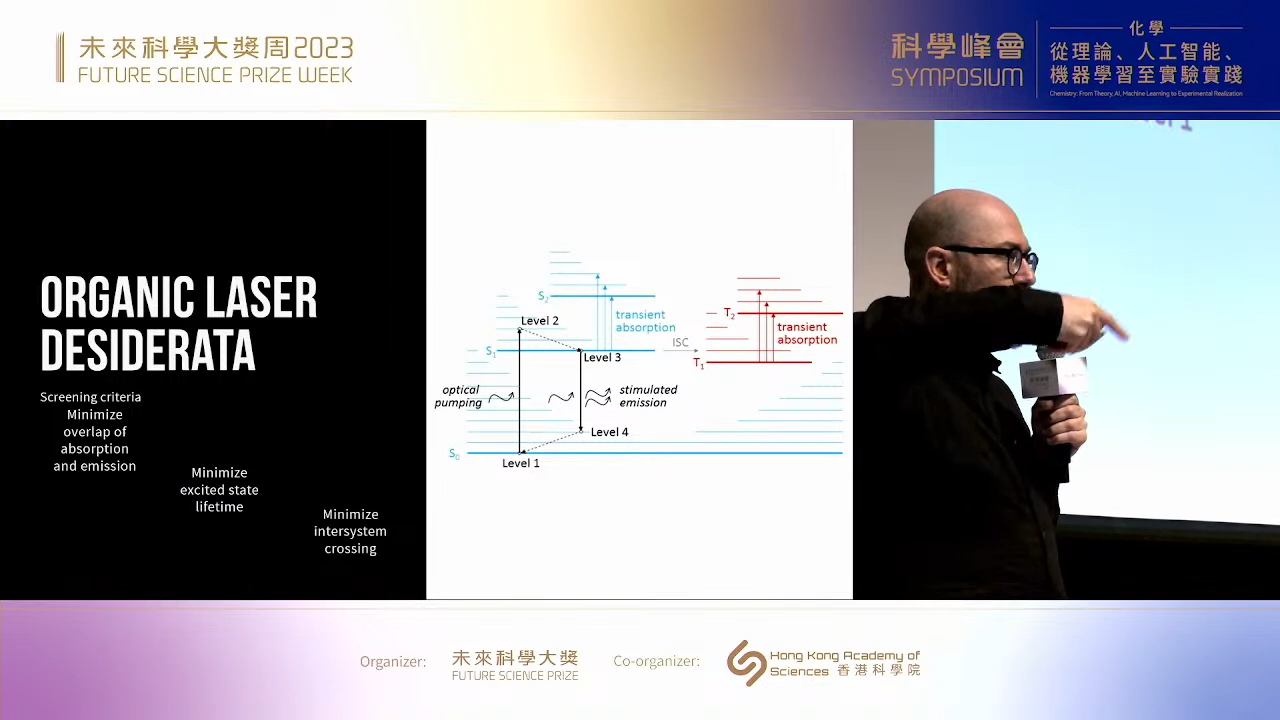 未來科學大獎周2023
FUTURE SCIENCE PRIZE WEEK
科學峰會
SYMPOSIUM
化學
從理論、人工智能、
機器學習至實驗實踐
Chemistry: From Theory, AI, Machine Learning to Experimental Realization
ORGANIC LASER
DESIDERATA
Screening criteria
Minimize
overlap of
absorption
and emission
Minimize
excited state
lifetime
Minimize
intersystem
crossing
S2
Level 2
transient
absorption
S1
Level 3
ISC
optical
pumping
stimulated
emission
Level 4
S0
Level 1
T2
transient
absorption
T1
Organizer:
未來科學大獎
FUTURE SCIENCE PRIZE
Co-organizer:
Hong Kong Academy of
Sciences 香港科學院